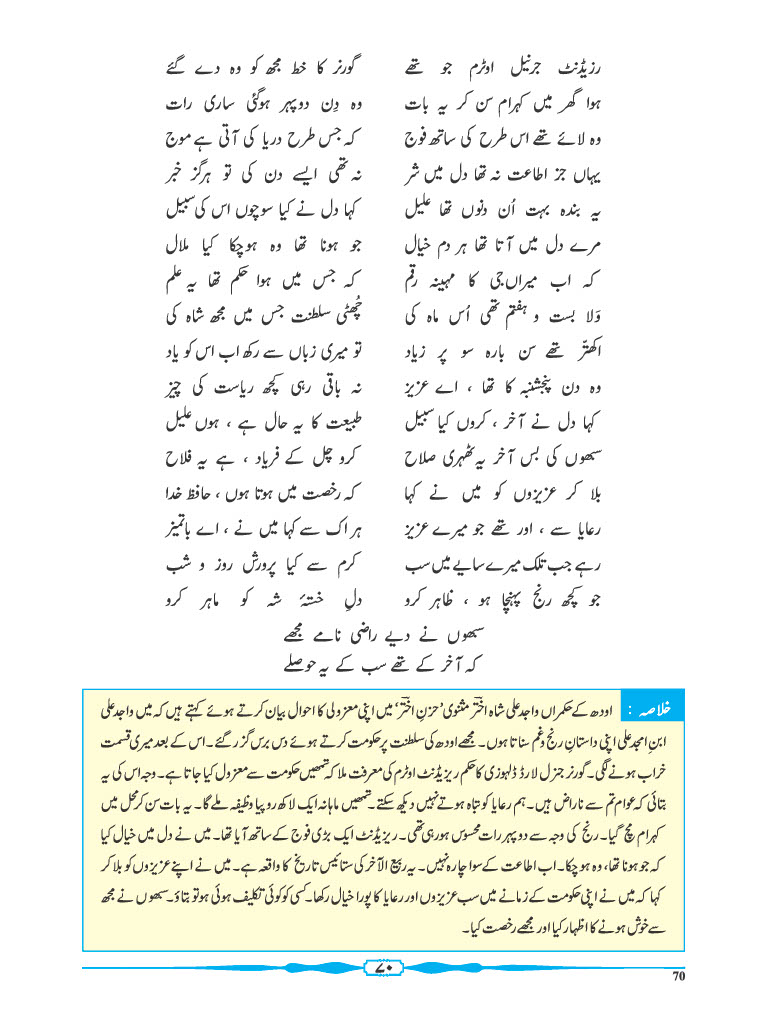 رزیڈنٹ جرنیل اوٹرم جو تھے گورنر کا خط مجھ کو وہ دے گئے
ہوا گھر میں کہرام سن کر یہ بات وہ دِن دوپہر ہوگئی ساری رات
وہ لائے تھے اس طرح کی ساتھ فوج کہ جس طرح دریا کی آتی ہے موج
یہاں جز اطاعت نہ تھا دل میں شر نہ تھی ایسے دن کی تو ہرگز خبر
یہ بندہ بہت اُن دنوں تھا علیل کہا دل نے کیا سوچوں اس کی سبیل
مرے دل میں آتا تھا ہر دم خیال جو ہونا تھا وہ ہوچکا کیا ملال
کہ اب میراں جی کا مہینہ رقم کہ جس میں ہوا حکم تھا یہ علم
وَلا بست و ہفتم تھی اُس ماہ کی چُھٹی سلطنت جس میں مجھ شاہ کی
اکھتّر تھے سن بارہ سو پر زیاد تو میری زباں سے رکھ اب اس کو یاد
وہ دن پنجشنبہ کا تھا ، اے عزیز نہ باقی رہی کچھ ریاست کی چیز
کہا دل نے آخر ، کروں کیا سبیل طبیعت کا یہ حال ہے ، ہوں علیل
سبھوں کی بس آخر یہ ٹھہری صلاح کرو چل کے فریاد ، ہے یہ فلاح
بلا کر عزیزوں کو میں نے کہا کہ رخصت میں ہوتا ہوں ، حافظ خدا
رعایا سے ، اور تھے جو میرے عزیز ہر اک سے کہا میں نے ، اے باتمیز
رہے جب تلک میرے سایے میں سب کرم سے کیا پرورش روز و شب
جو کچھ رنج پہنچا ہو ، ظاہر کرو دلِ خستۂ شہ کو ماہر کرو
سبھوں نے دیے راضی نامے مجھے
کہ آخر کے تھے سب کے یہ حوصلے
خلاصہ : اودھ کے حکمراں واجد علی شاہ اخترؔ مثنوی ’حزنِ اخترؔ‘ میں اپنی معزولی کا احوال بیان کرتے ہوئے کہتے ہیں کہ میں واجد علی
ابنِ امجد علی اپنی داستانِ رنج و غم سناتا ہوں۔ مجھے اودھ کی سلطنت پر حکومت کرتے ہوئے دس برس گزر گئے۔ اس کے بعد میری قسمت
خراب ہونے لگی۔ گورنر جنرل لارڈ ڈلہوزی کا حکم ریزیڈنٹ اوٹرم کی معرفت ملا کہ تمھیں حکومت سے معزول کیا جاتا ہے۔ وجہ اس کی یہ
بتائی کہ عوام تم سے ناراض ہیں۔ ہم رعایا کو تباہ ہوتے نہیں دیکھ سکتے۔ تمھیں ماہانہ ایک لاکھ روپیا وظیفہ ملے گا۔ یہ بات سن کر محل میں
کہرام مچ گیا۔ رنج کی وجہ سے دوپہر رات محسوس ہورہی تھی۔ ریزیڈنٹ ایک بڑی فوج کے ساتھ آیا تھا۔ میں نے دل میں خیال کیا
کہ جو ہونا تھا، وہ ہوچکا۔ اب اطاعت کے سوا چارہ نہیں۔ یہ ربیع الآخر کی ستائیس تاریخ کا واقعہ ہے۔ میں نے اپنے عزیزوں کو بلا کر
کہا کہ میں نے اپنی حکومت کے زمانے میں سب عزیزوں اور رعایا کا پورا خیال رکھا۔ کسی کو کوئی تکلیف ہوئی ہو تو بتاؤ۔ سبھوں نے مجھ
سے خوش ہونے کا اظہار کیا اور مجھے رخصت کیا۔
۷۰
70